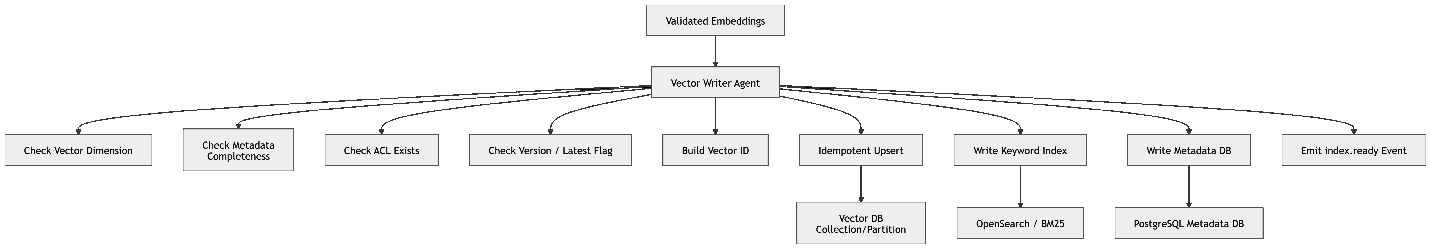 Validated Embeddings
Vector Writer Agent
Check Vector Dimension
Check Metadata
Completeness
Check ACL Exists
Check Version / Latest Flag
Build Vector ID
Idempotent Upsert
Write Keyword Index
Write Metadata DB
Emit index.ready Event
Vector DB
Collection/Partition
OpenSearch / BM25
PostgreSQL Metadata DB